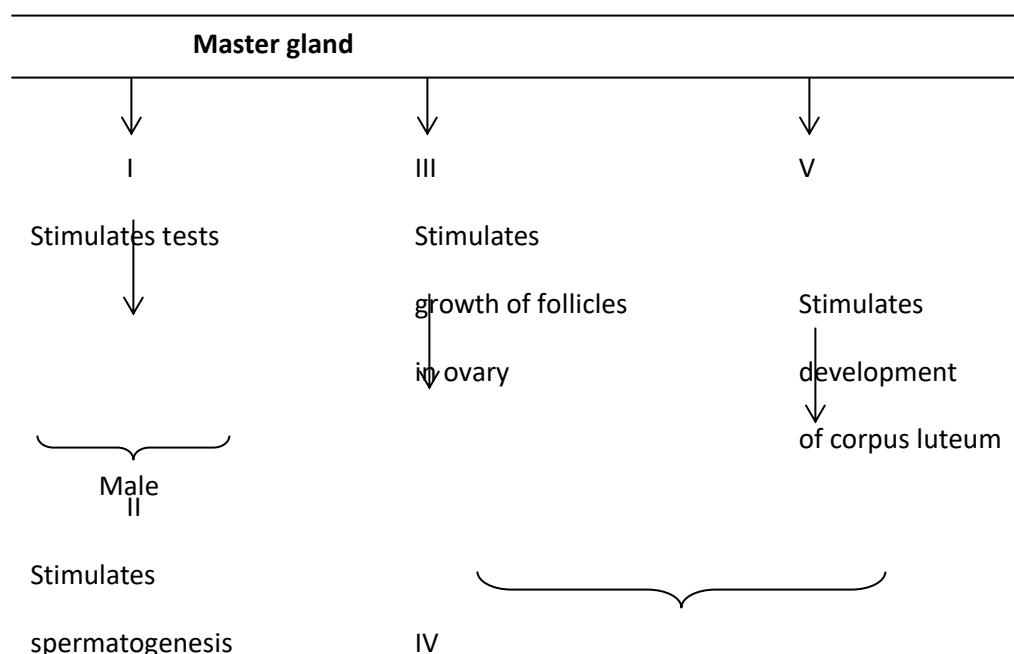 Master gland
I III V
Stimulates tests Stimulates
growth of follicles Stimulates
in ovary development
of corpus luteum
Male
II
Stimulates
spermatogenesis IV